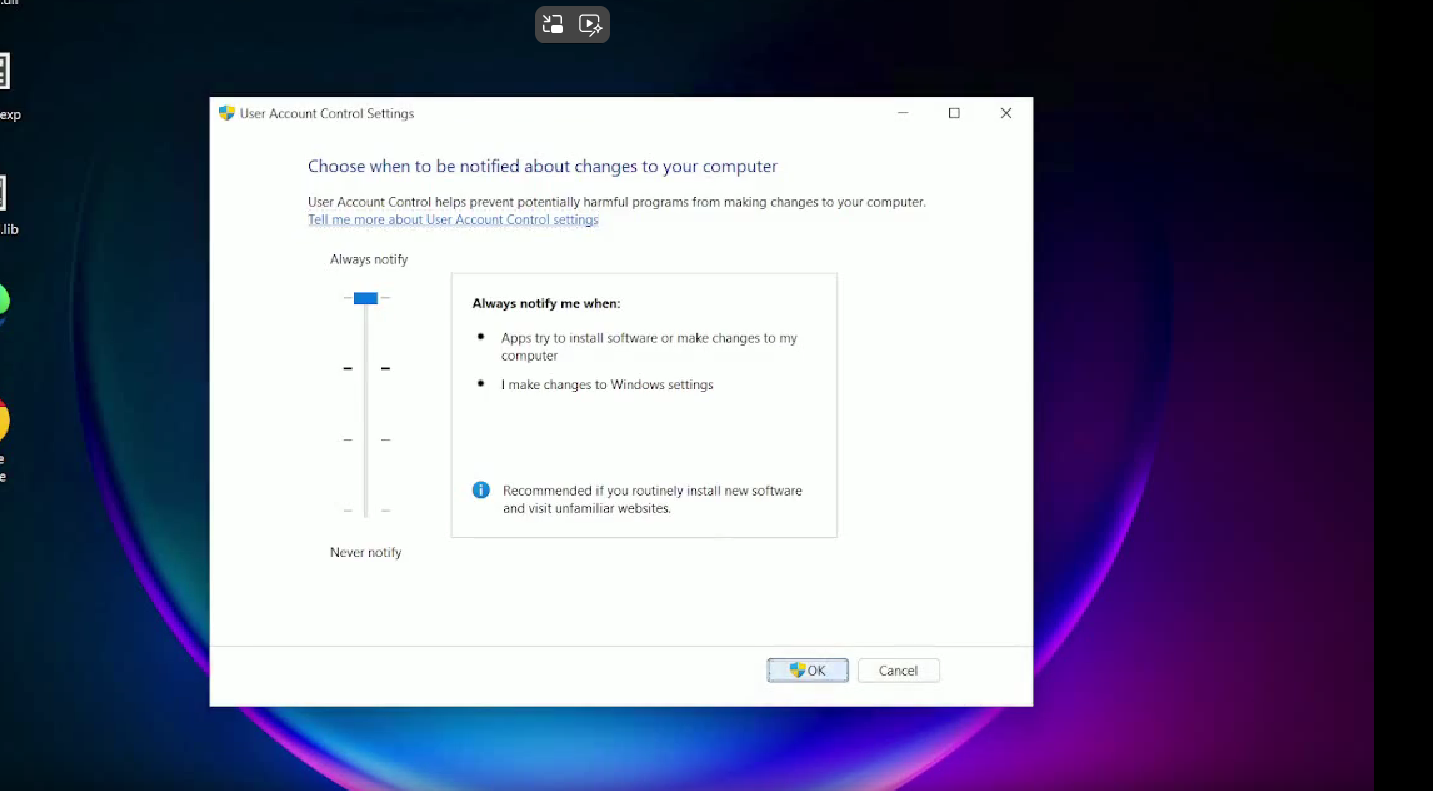 exp
.lib
User Account Control Settings
Choose when to be notified about changes to your computer
User Account Control helps prevent potentially harmful programs from making changes to your computer.
Tell me more about User Account Control settings
Always notify
Always notify me when:
• Apps try to install software or make changes to my
computer
• I make changes to Windows settings
Recommended if you routinely install new software
and visit unfamiliar websites.
Never notify
e
e
OK
Cancel